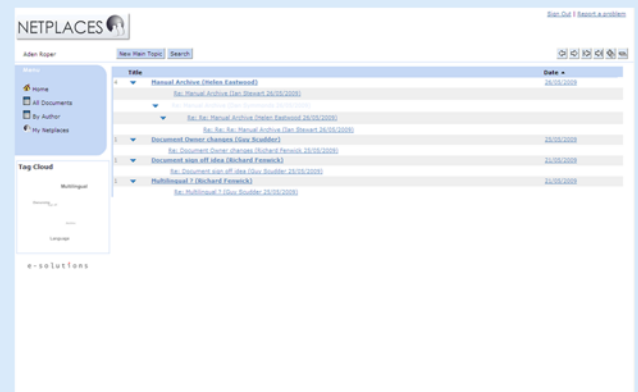 Sign Out | Report a problem
NETPLACES
Aden Roper
New Main Topic Search
Menu
Home
All Documents
By Author
My Netplaces
Title Date
4 Manual Archive (Helen Eastwood) 26/05/2009
Re: Manual Archive (Ian Stewart 26/05/2009)
Re: Re: Manual Archive (Helen Eastwood 26/05/2009)
Re: Re: Re: Manual Archive (Ian Stewart 26/05/2009)
1 Document Owner changes (Guy Scudder) 25/05/2009
Re: Document Owner changes (Richard Fenwick 25/05/2009)
1 Document sign off idea (Richard Fenwick) 21/05/2009
Re: Document sign off idea (Guy Scudder 25/05/2009)
1 Multilingual ? (Richard Fenwick) 21/05/2009
Re: Multilingual ? (Guy Scudder 25/05/2009)
Tag Cloud
Multilingual
Language
e-solutions